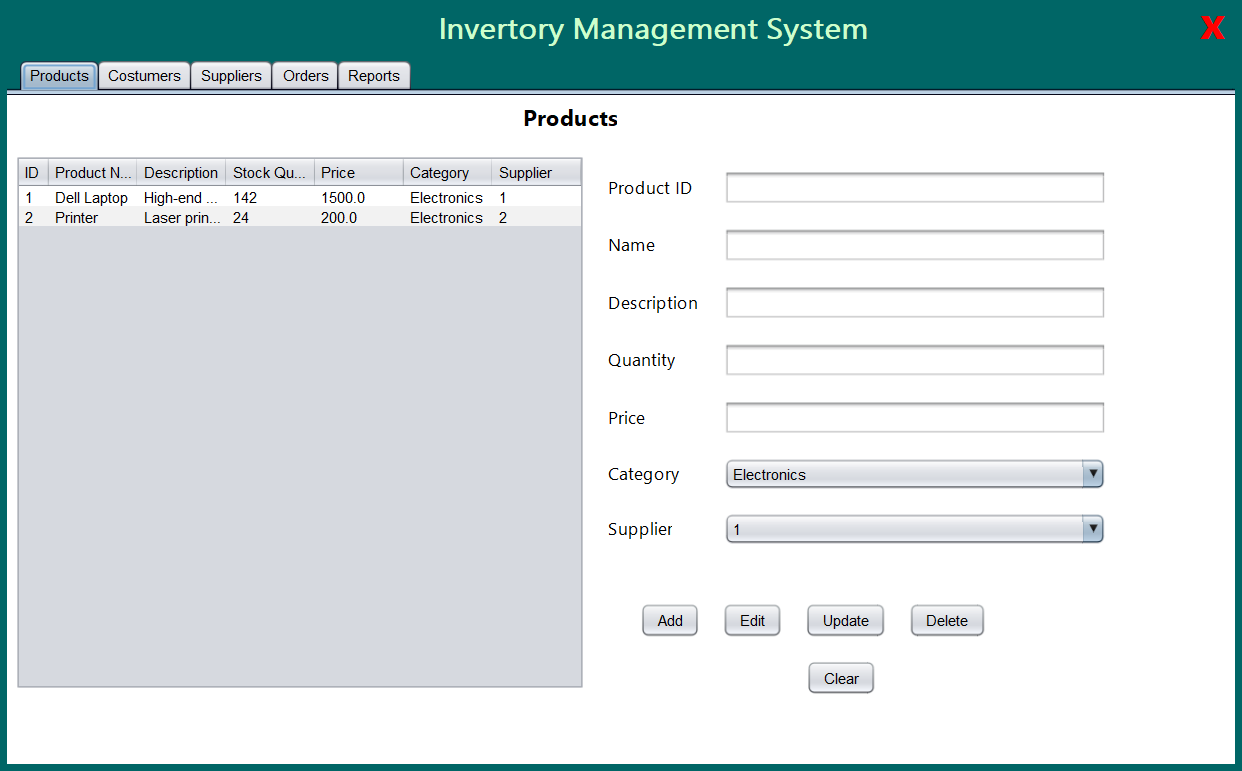 Invertory Management System
X
Products Costumers Suppliers Orders Reports
Products
ID Product N... Description Stock Qu... Price Category Supplier
1 Dell Laptop High-end ... 142 1500.0 Electronics 1
2 Printer Laser prin... 24 200.0 Electronics 2
Product ID
Name
Description
Quantity
Price
Category Electronics
Supplier 1
Add Edit Update Delete
Clear